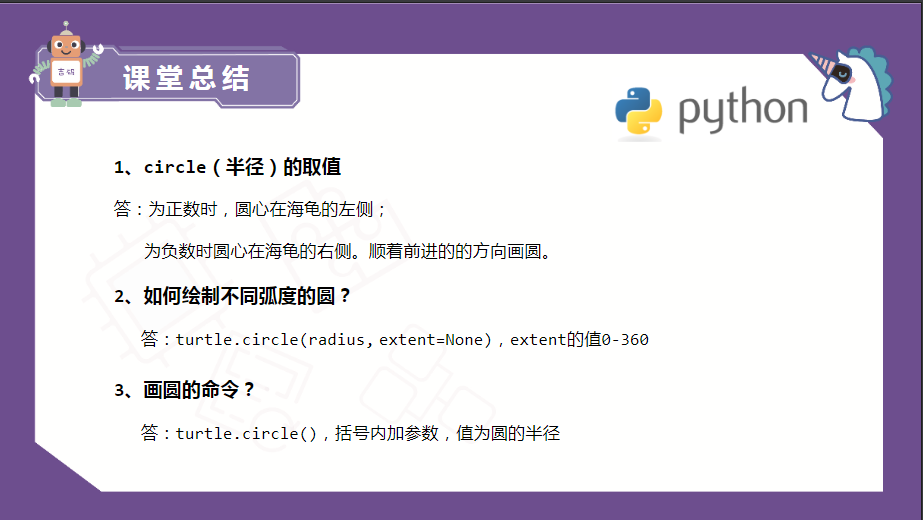 课堂总结
python
1、circle（半径）的取值
答：为正数时，圆心在海龟的左侧；
为负数时圆心在海龟的右侧。顺着前进的的方向画圆。
2、如何绘制不同弧度的圆？
答：turtle.circle(radius, extent=None)，extent的值0-360
3、画圆的命令？
答：turtle.circle()，括号内加参数，值为圆的半径